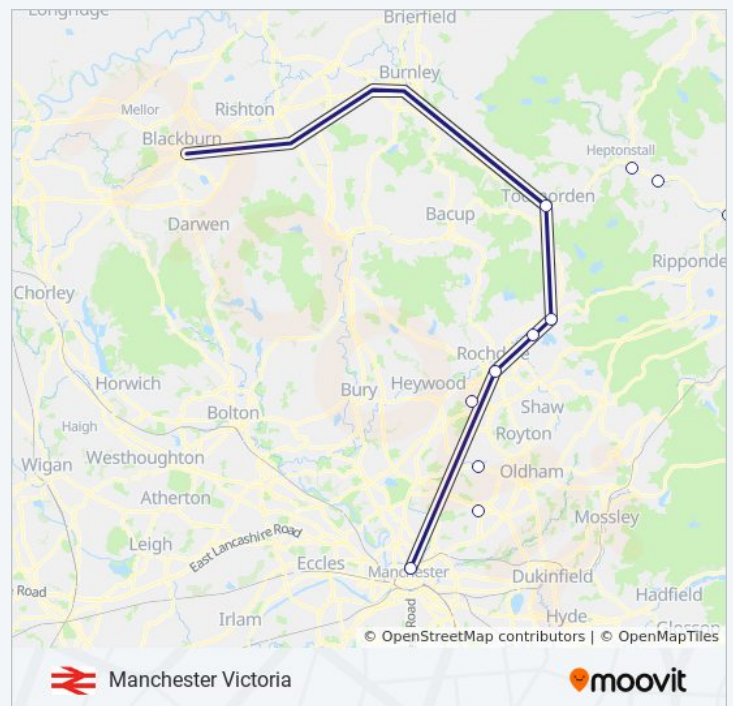 Longridge
Brierfield
Burnley
Mellor
Rishton
Blackburn
Heptonstall
Todmorden
Bacup
Darwen
Ripponde
Chorley
Rochdale
Horwich
Bury
Heywood
Bolton
Shaw
Haigh
Royton
Westhoughton
Wigan
Oldham
Atherton
Mossley
East Lancashire Road
Leigh
Eccles
Manchester
Dukinfield
e Road
Hadfield
Road
Irlam
Hyde
Glossop
© OpenStreetMap contributors | © OpenMapTiles
Manchester Victoria
moovit